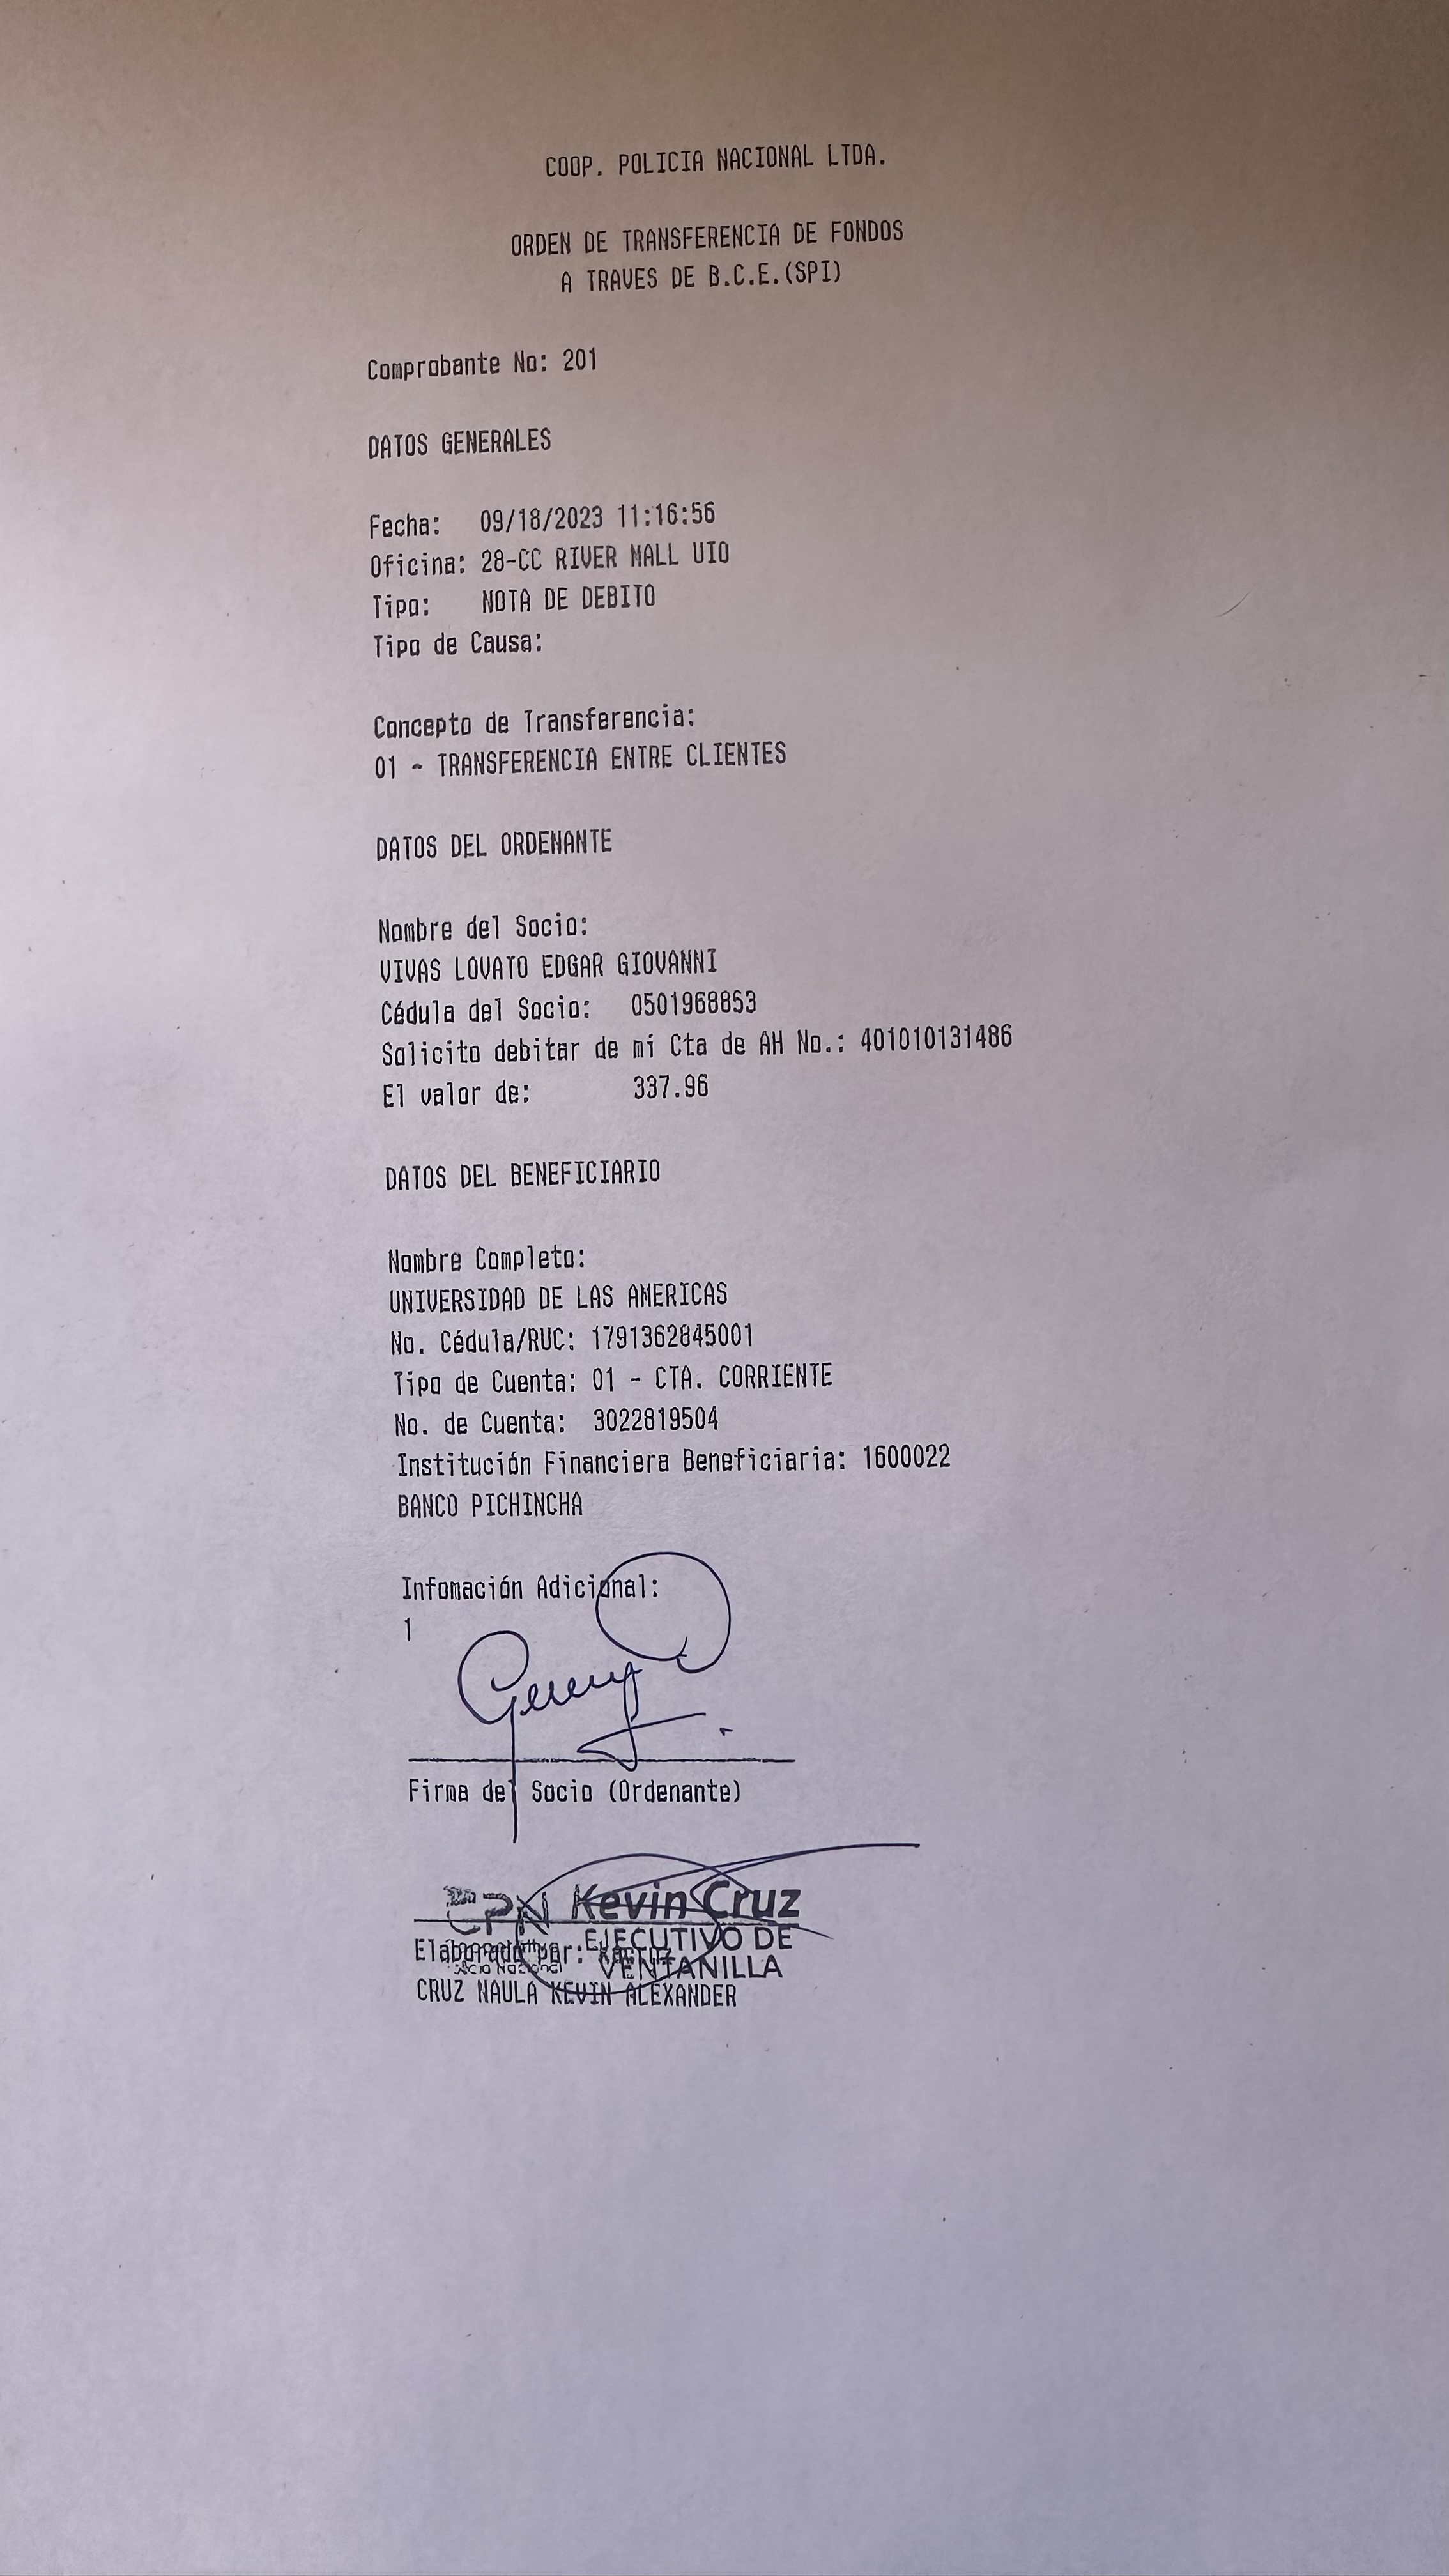 COOP. POLICIA NACIONAL LTDA.
ORDEN DE TRANSFERENCIA DE FONDOS
A TRAVES DE B.C.E.(SPI)
Comprobante No: 201
DATOS GENERALES
Fecha: 09/18/2023 11:16:56
Oficina: 28-CC RIVER MALL UIO
Tipo: NOTA DE DEBITO
Tipo de Causa:
Concepto de Transferencia:
01 - TRANSFERENCIA ENTRE CLIENTES
DATOS DEL ORDENANTE
Nombre del Socio:
VIVAS LOVATO EDGAR GIOVANNI
Cédula del Socio: 0501968853
Solicito debitar de mi Cta de AH No.: 401010131486
El valor de: 337.96
DATOS DEL BENEFICIARIO
Nombre Completo:
UNIVERSIDAD DE LAS AMERICAS
No. Cédula/RUC: 1791362845001
Tipo de Cuenta: 01 - CTA. CORRIENTE
No. de Cuenta: 3022819504
Institución Financiera Beneficiaria: 1600022
BANCO PICHINCHA
Infomación Adicional:
1
Firma del Socio (Ordenante)
CPN Kevin Cruz
EJECUTIVO DE
Elaborado por:
VENTANILLA
CRUZ NAULA KEVIN ALEXANDER